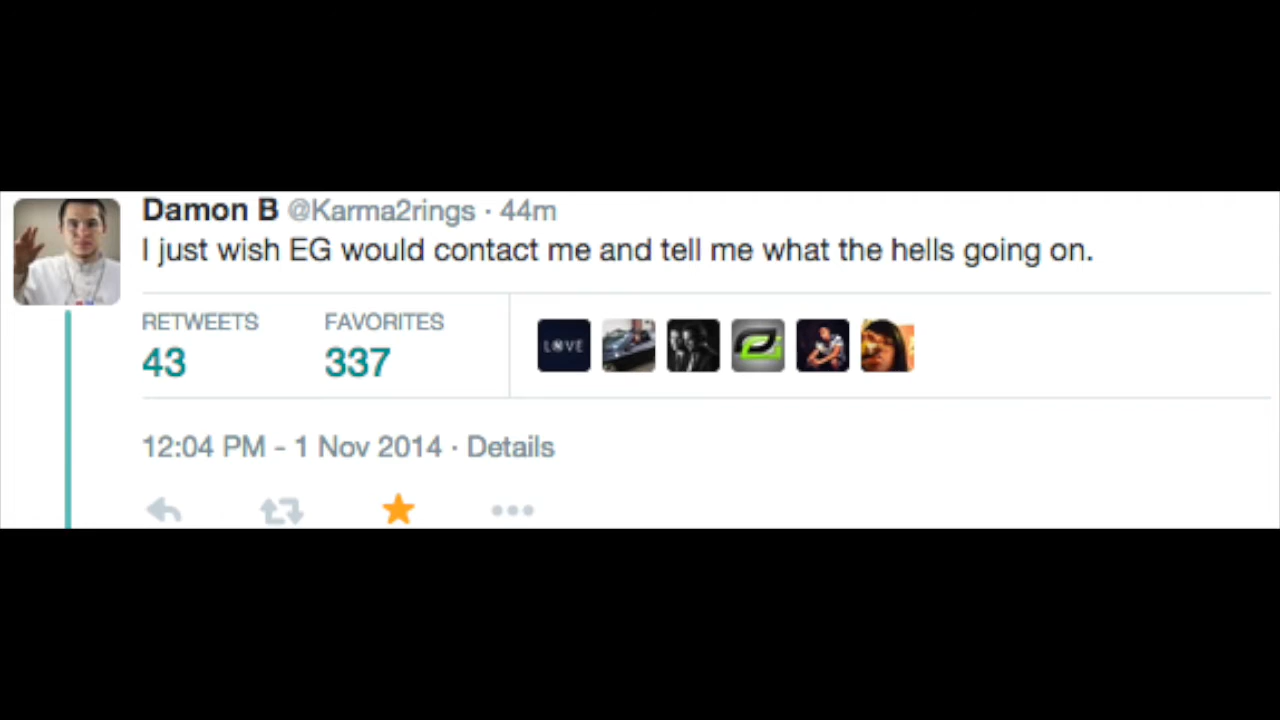 Damon B @Karma2rings · 44m
I just wish EG would contact me and tell me what the hells going on.
RETWEETS FAVORITES
43 337
LOVE
12:04 PM - 1 Nov 2014 · Details